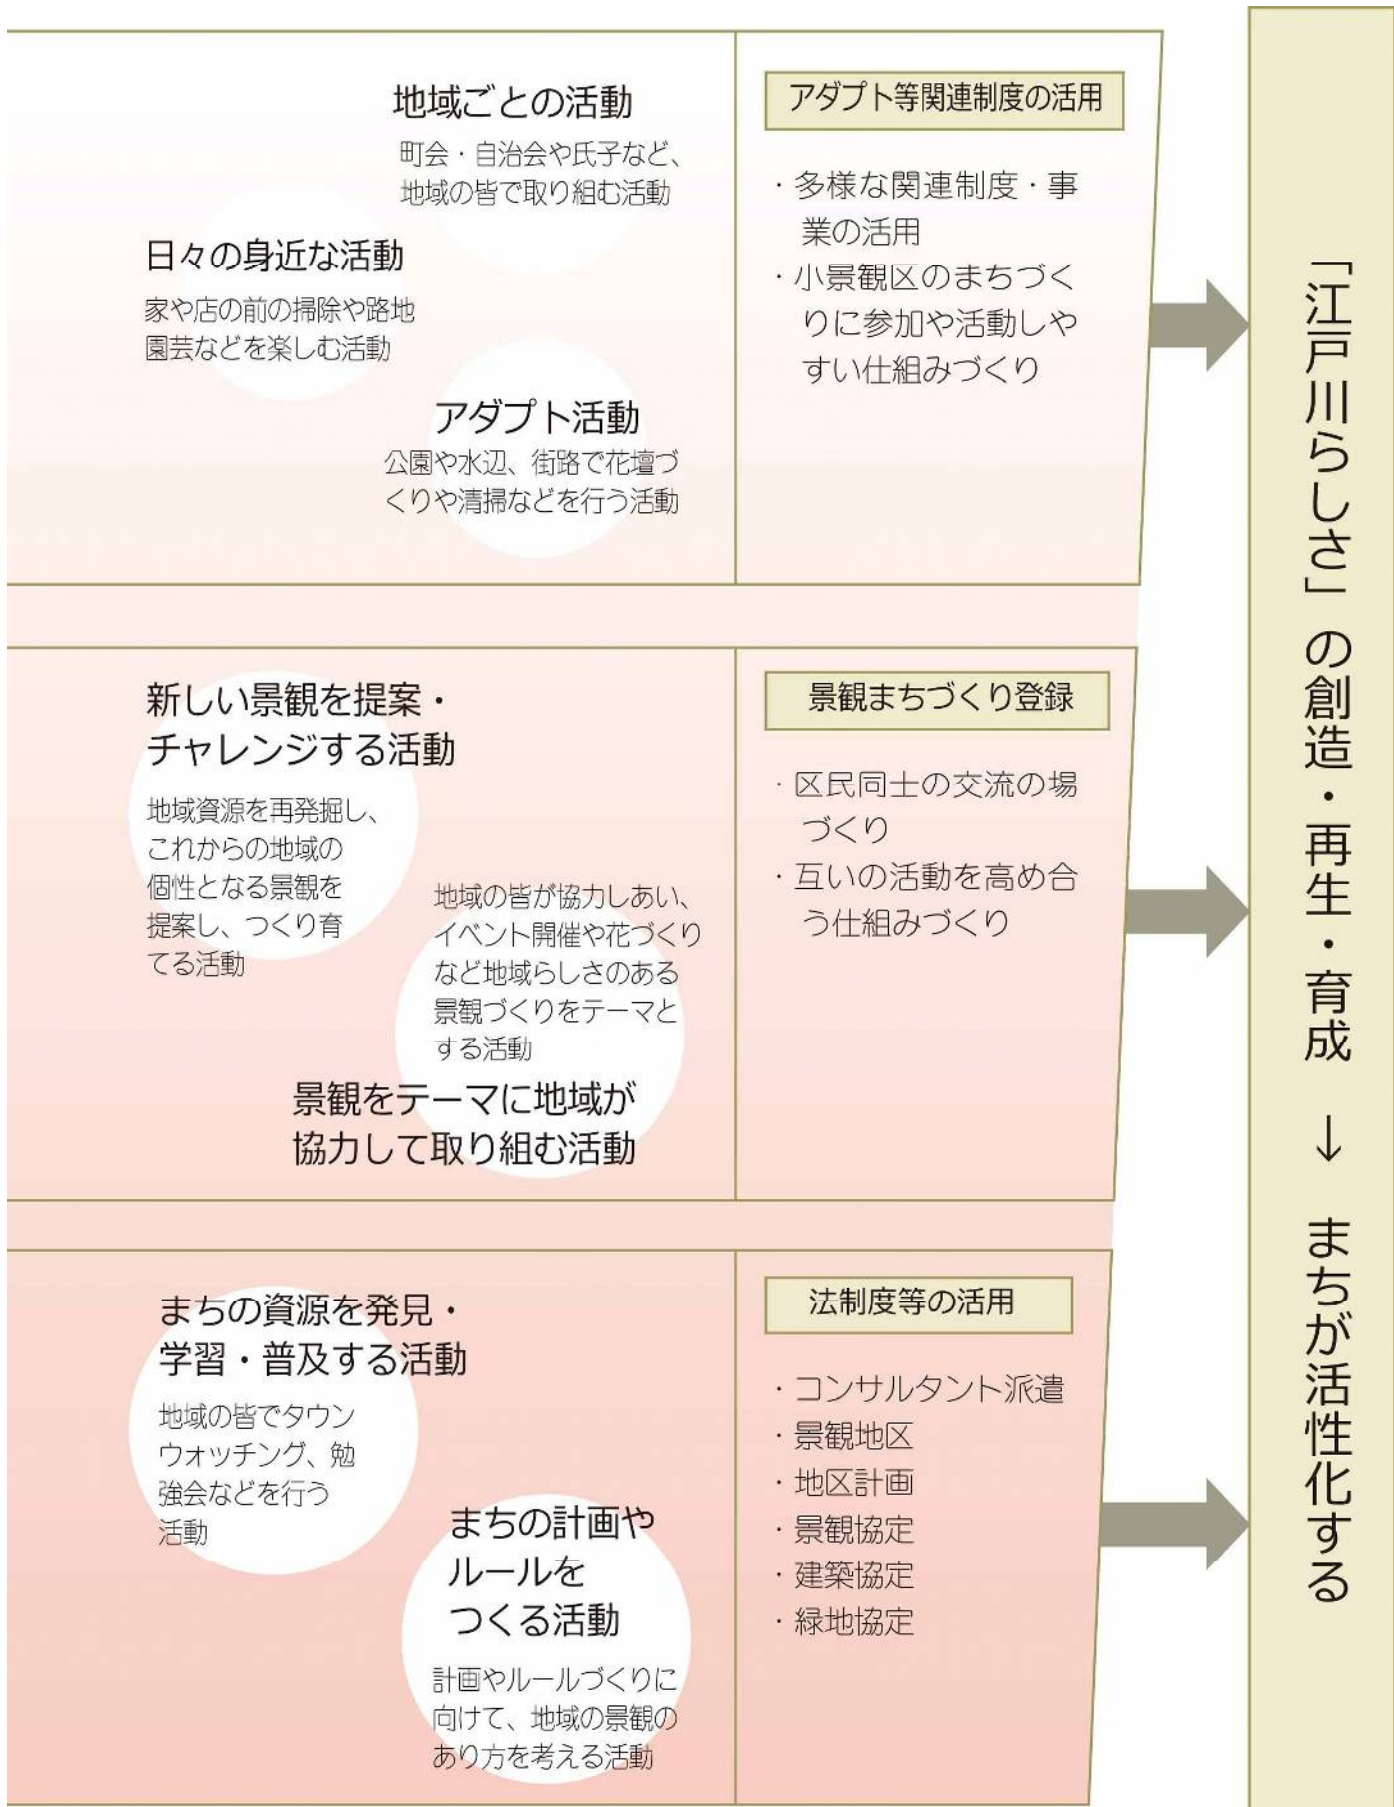 地域ごとの活動
町会・自治会や氏子など、
地域の皆で取り組む活動
日々の身近な活動
家や店の前の掃除や路地
園芸などを楽しむ活動
アダプト活動
公園や水辺、街路で花壇づ
くりや清掃などを行う活動
アダプト等関連制度の活用
・多様な関連制度・事
業の活用
・小景観区のまちづく
りに参加や活動しや
すい仕組みづくり
新しい景観を提案・
チャレンジする活動
地域資源を再発掘し、
これからの地域の
個性となる景観を
提案し、つくり育
てる活動
地域の皆が協力しあい、
イベント開催や花づくり
など地域らしさのある
景観づくりをテーマと
する活動
景観をテーマに地域が
協力して取り組む活動
景観まちづくり登録
・区民同士の交流の場
づくり
・互いの活動を高め合
う仕組みづくり
まちの資源を発見・
学習・普及する活動
地域の皆でタウン
ウォッチング、勉
強会などを行う
活動
まちの計画や
ルールを
つくる活動
計画やルールづくりに
向けて、地域の景観の
あり方を考える活動
法制度等の活用
・コンサルタント派遣
・景観地区
・地区計画
・景観協定
・建築協定
・緑地協定
「江戸川らしさ」の創造・再生・育成　→　まちが活性化する